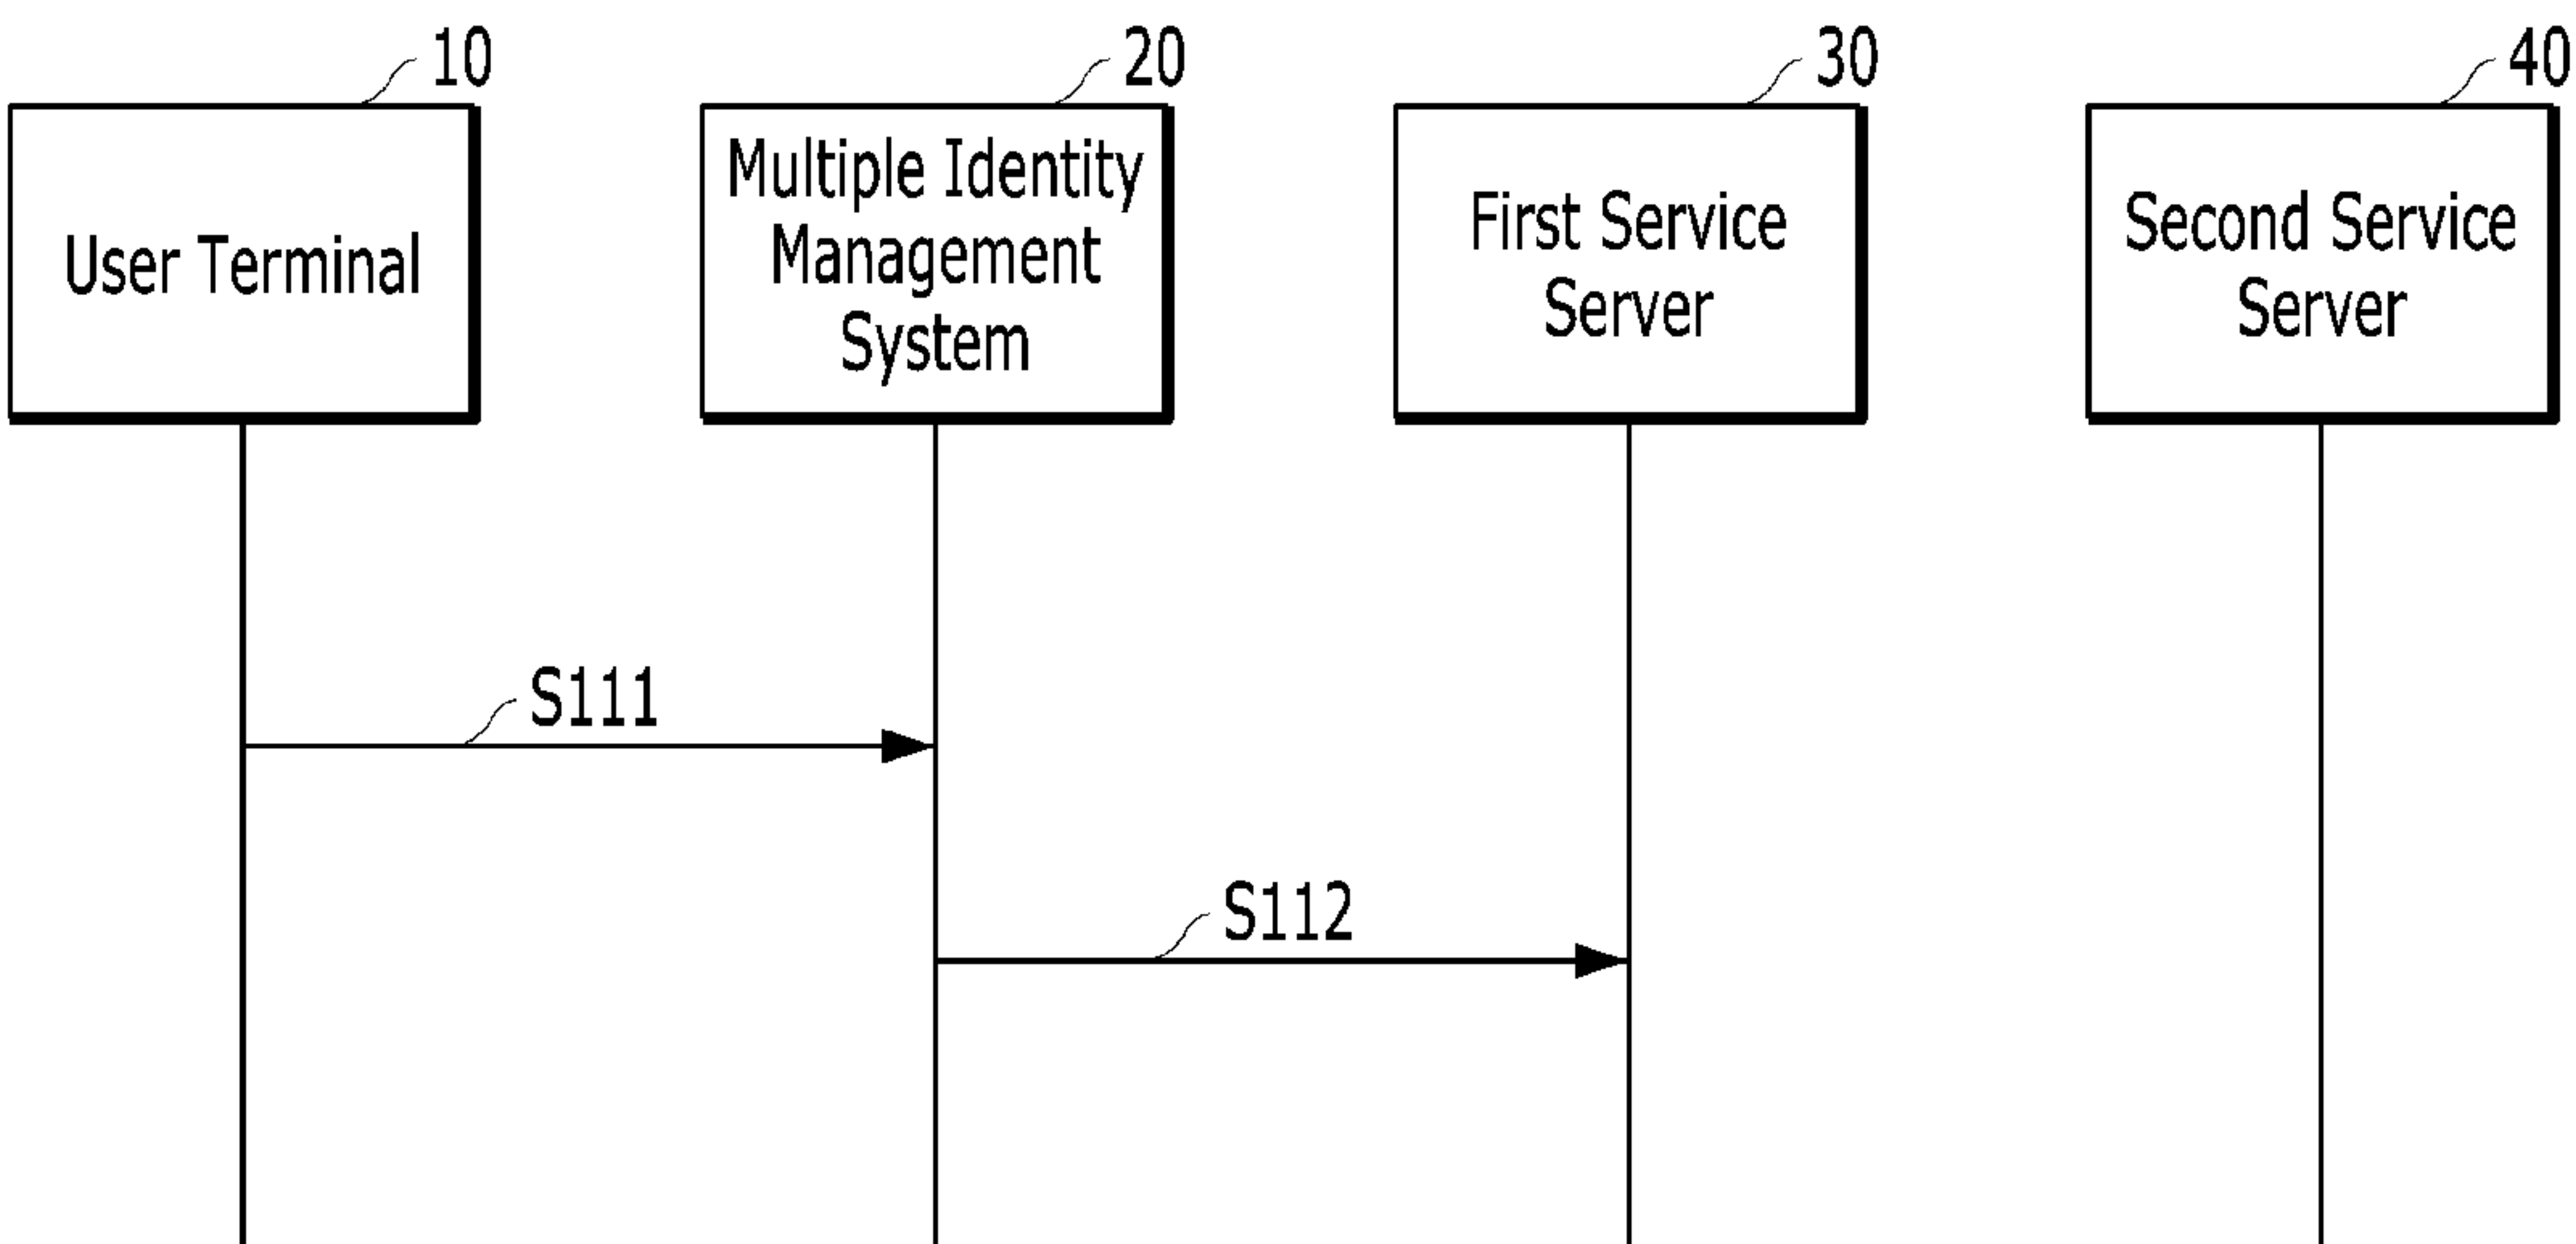 10
20
30
40
User Terminal
Multiple Identity
Management
System
First Service
Server
Second Service
Server
S111
S112